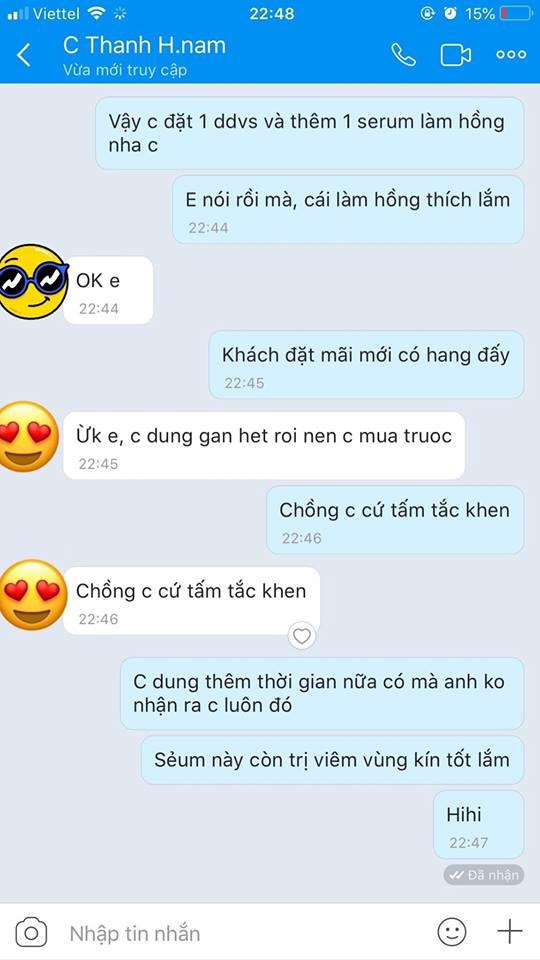 Viettel
22:48
15%
C Thanh H.nam
Vừa mới truy cập
Vậy c đặt 1 ddvs và thêm 1 serum làm hồng
nha c
E nói rồi mà, cái làm hồng thích lắm
22:44
OK e
22:44
Khách đặt mãi mới có hang đấy
22:45
Ừk e, c dung gan het roi nen c mua truoc
22:45
Chồng c cứ tấm tắc khen
22:46
Chồng c cứ tấm tắc khen
22:46
C dung thêm thời gian nữa có mà anh ko
nhận ra c luôn đó
Sẻum này còn trị viêm vùng kín tốt lắm
Hihi
22:47
Đã nhận
Nhập tin nhắn